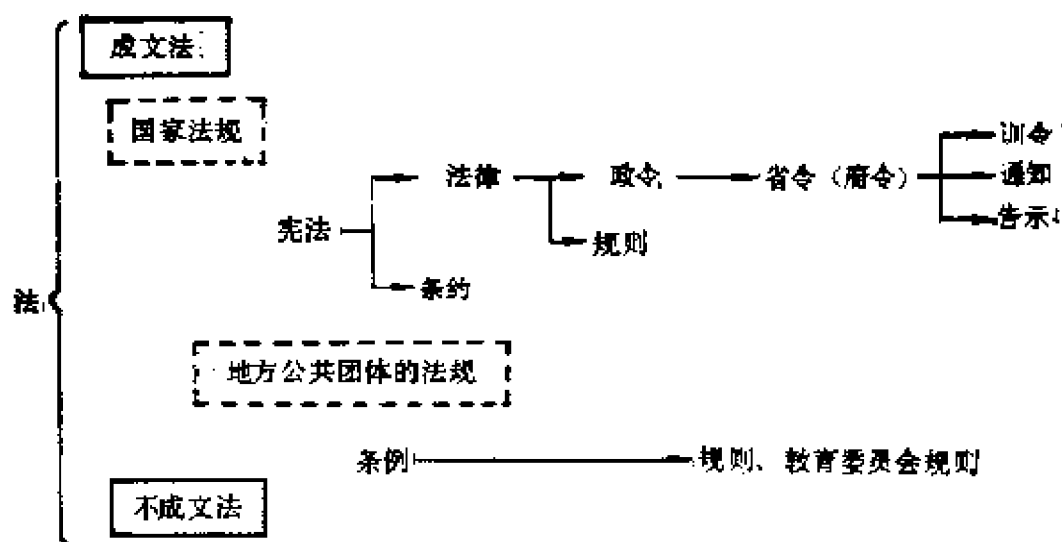 成文法
国家法规
训令
法律 政令 省令（府令） 通知
告示
宪法 规则
条约
法
地方公共团体的法规
条例 规则、教育委员会规则
不成文法